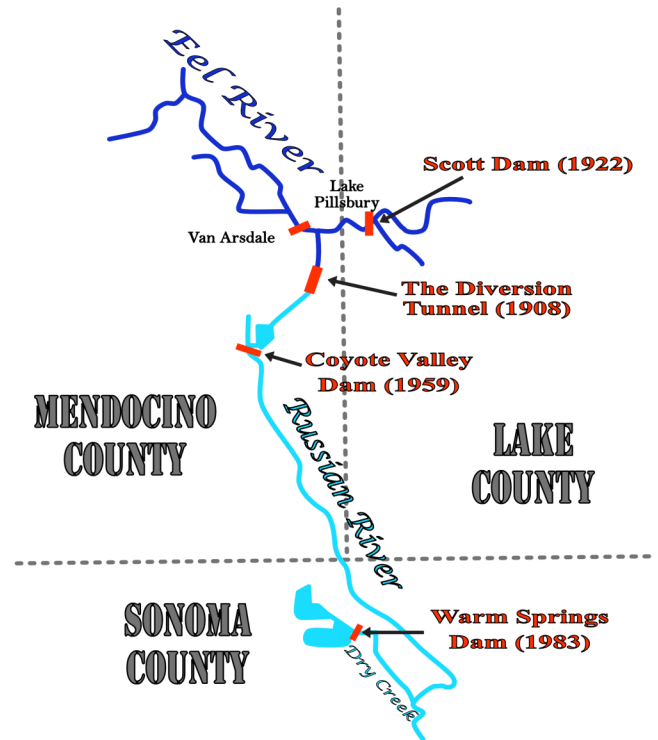 Eel River
Scott Dam (1922)
Lake
Pillsbury
Van Arsdale
The Diversion
Tunnel (1908)
Coyote Valley
Dam (1959)
MENDOCINO
COUNTY
Russian River
LAKE
COUNTY
SONOMA
COUNTY
Warm Springs
Dam (1983)
Dry Creek